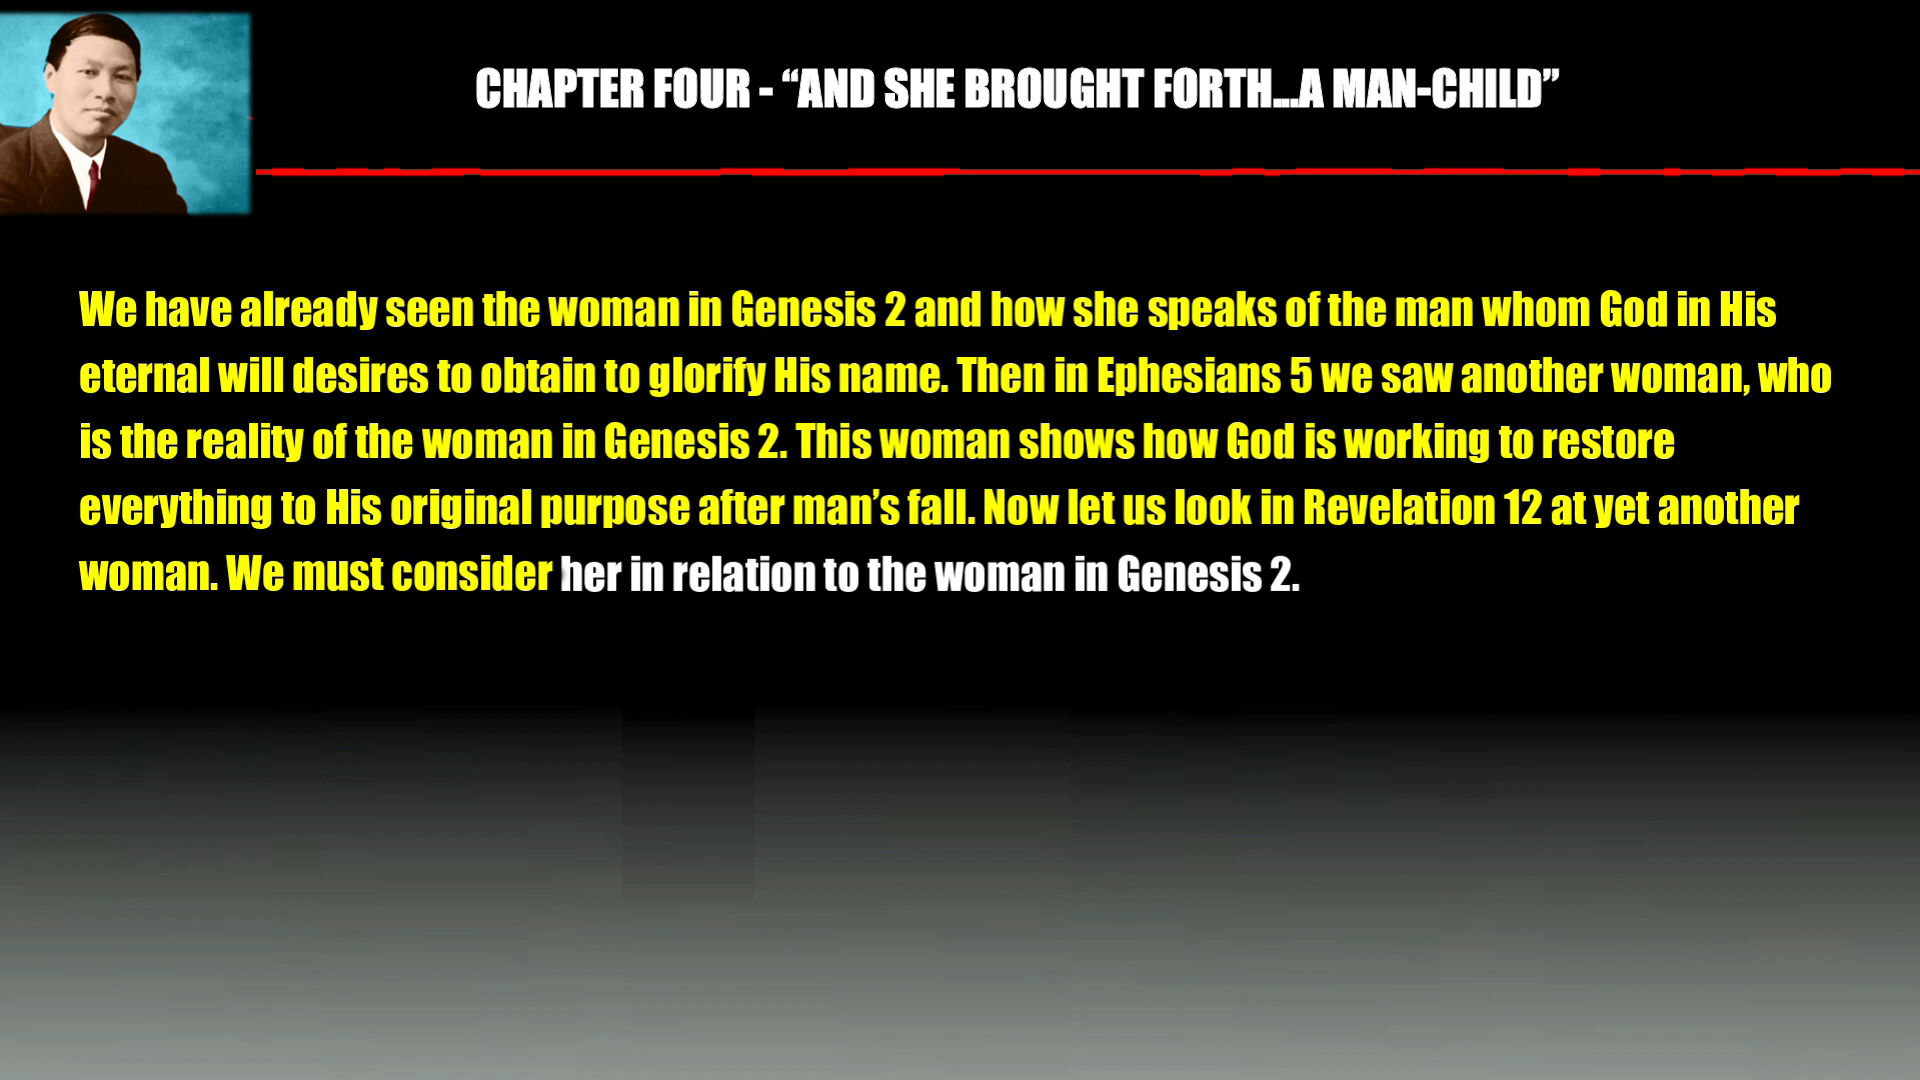 CHAPTER FOUR - “AND SHE BROUGHT FORTH...A MAN-CHILD”
We have already seen the woman in Genesis 2 and how she speaks of the man whom God in His
eternal will desires to obtain to glorify His name. Then in Ephesians 5 we saw another woman, who
is the reality of the woman in Genesis 2. This woman shows how God is working to restore
everything to His original purpose after man’s fall. Now let us look in Revelation 12 at yet another
woman. We must consider her in relation to the woman in Genesis 2.